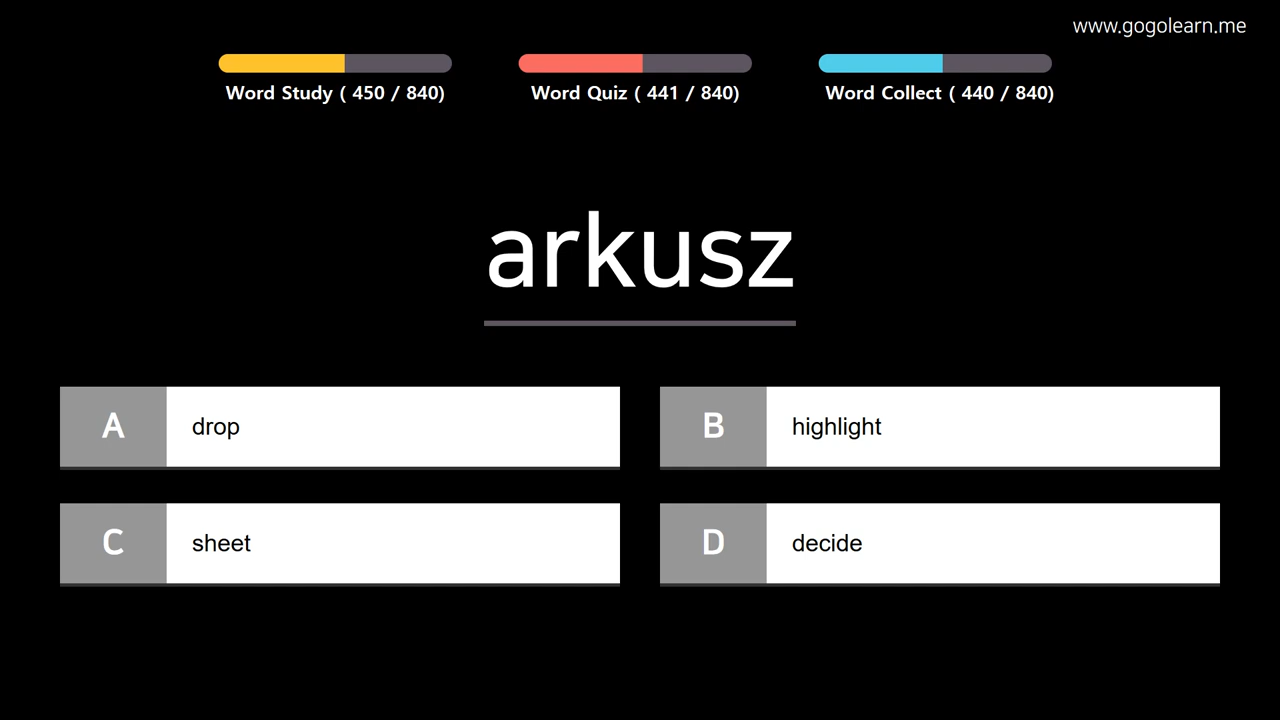 www.gogolearn.me
Word Study ( 450 / 840)
Word Quiz ( 441 / 840)
Word Collect ( 440 / 840)
arkusz
A drop
B highlight
C sheet
D decide